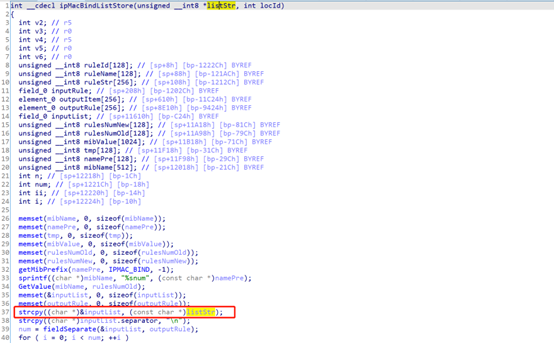 1 int __cdecl ipMacBindListStore(unsigned __int8 *listStr, int locId)
2 {
3 int v2; // r5
4 int v3; // r0
5 int v4; // r5
6 int v5; // r0
7 int v6; // r0
8 unsigned __int8 ruleId[128]; // [sp+8h] [bp-1222Ch] BYREF
9 unsigned __int8 ruleName[128]; // [sp+88h] [bp-121ACh] BYREF
10 unsigned __int8 ruleStr[256]; // [sp+108h] [bp-1212Ch] BYREF
11 field_0 inputRule; // [sp+208h] [bp-1202Ch] BYREF
12 element_0 outputItem[256]; // [sp+610h] [bp-11C24h] BYREF
13 element_0 outputRule[256]; // [sp+8E10h] [bp-9424h] BYREF
14 field_0 inputList; // [sp+11610h] [bp-C24h] BYREF
15 unsigned __int8 rulesNumNew[128]; // [sp+11A18h] [bp-81Ch] BYREF
16 unsigned __int8 rulesNumOld[128]; // [sp+11A98h] [bp-79Ch] BYREF
17 unsigned __int8 mibValue[1024]; // [sp+11B18h] [bp-71Ch] BYREF
18 unsigned __int8 tmp[128]; // [sp+11F18h] [bp-31Ch] BYREF
19 unsigned __int8 namePre[128]; // [sp+11F98h] [bp-29Ch] BYREF
20 unsigned __int8 mibName[512]; // [sp+12018h] [bp-21Ch] BYREF
21 int n; // [sp+12218h] [bp-1Ch]
22 int num; // [sp+1221Ch] [bp-18h]
23 int ii; // [sp+12220h] [bp-14h]
24 int i; // [sp+12224h] [bp-10h]
25
26 memset(mibName, 0, sizeof(mibName));
27 memset(namePre, 0, sizeof(namePre));
28 memset(tmp, 0, sizeof(tmp));
29 memset(mibValue, 0, sizeof(mibValue));
30 memset(rulesNumOld, 0, sizeof(rulesNumOld));
31 memset(rulesNumNew, 0, sizeof(rulesNumNew));
32 getMibPrefix(namePre, IPMAC_BIND, -1);
33 sprintf((char *)mibName, "%snum", (const char *)namePre);
34 GetValue(mibName, rulesNumOld);
35 memset(&inputList, 0, sizeof(inputList));
36 memset(outputRule, 0, sizeof(outputRule));
37 strcpy((char *)&inputList, (const char *)listStr);
38 strcpy((char *)inputList.separator, "\n");
39 num = fieldSeparate(&inputList, outputRule);
40 for ( i = 0; i < num; ++i )